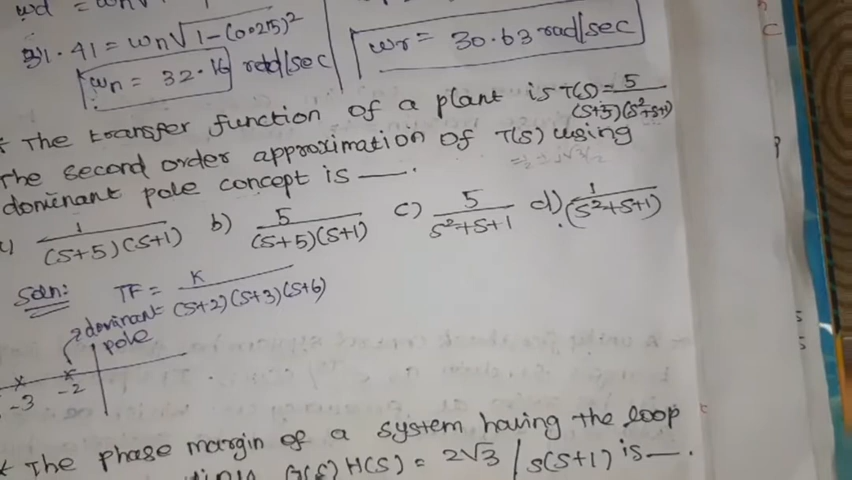 ωd = ωn√1
31.41 = ωn√1-(0.215)²
ωn = 32.16 rad/sec
ωr = 30.63 rad/sec
* The transfer function of a plant is T(s) = 5/(s+5)(s²+s+1)
The second order approximation of T(s) using
dominant pole concept is —.
1/(s+5)(s+1) b) 5/(s+5)(s+1) c) 5/s²+s+1 d) 1/(s²+s+1)
Soln: TF = K/(s+2)(s+3)(s+6)
dominant
pole
-3 -2
* The phase margin of a system having the loop
G(s)H(s) = 2√3/s(s+1) is —.